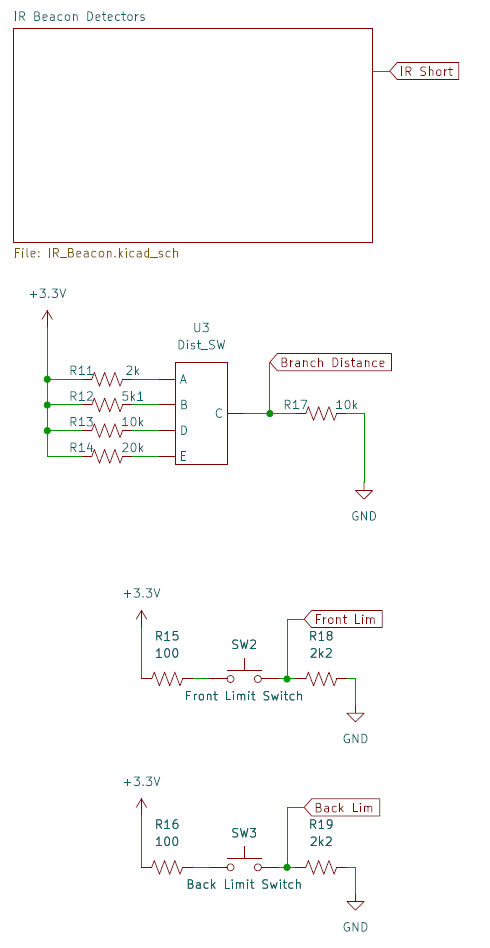 IR Beacon Detectors
IR Short
File: IR_Beacon.kicad_sch
+3.3V
U3
Dist_SW
Branch Distance
R11 2k A
R12 5k1 B
C
R17 10k
R13 10k D
R14 20k E
GND
+3.3V
Front Lim
R15
100
SW2
R18
2k2
Front Limit Switch
GND
+3.3V
Back Lim
R16
100
SW3
R19
2k2
Back Limit Switch
GND